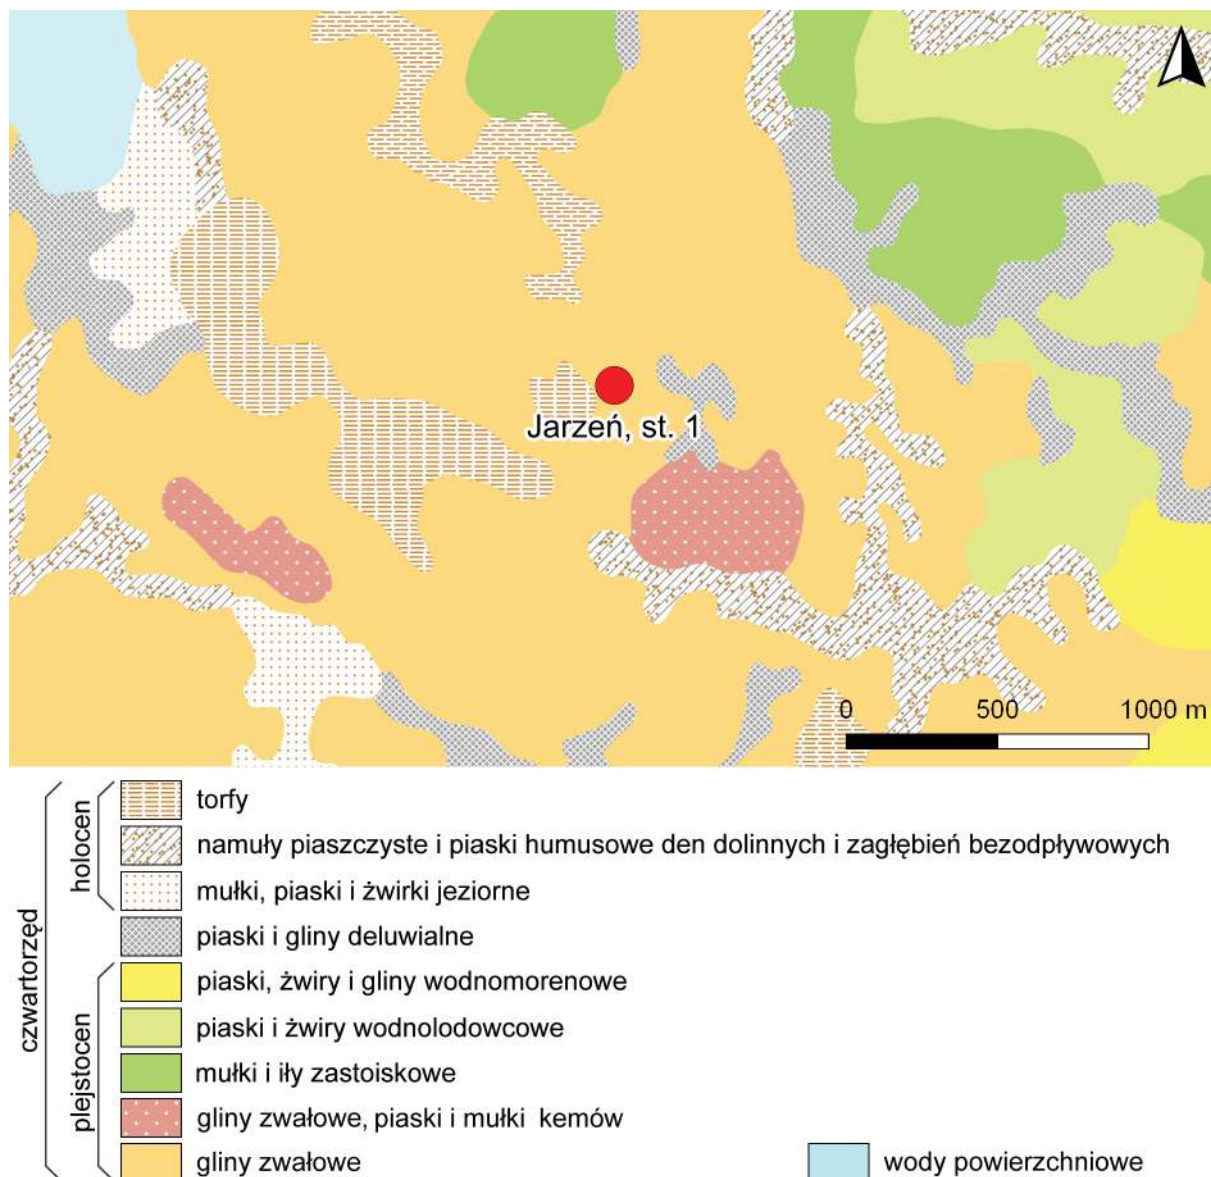 Jarzeń, st. 1
0 500 1000 m
czwartorzęd
holocen
torfy
namuły piaszczyste i piaski humusowe den dolinnych i zagłębień bezodpływowych
mułki, piaski i żwirki jeziorne
piaski i gliny deluwialne
plejstocen
piaski, żwiry i gliny wodnomorenowe
piaski i żwiry wodnolodowcowe
mułki i iły zastoiskowe
gliny zwałowe, piaski i mułki kemów
gliny zwałowe
wody powierzchniowe